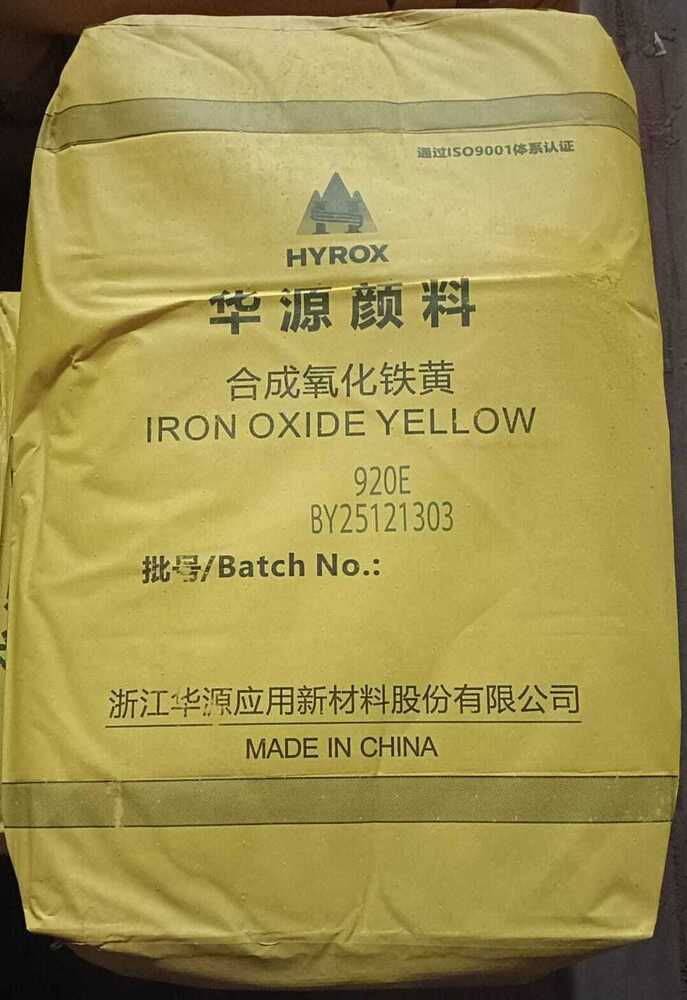 通过ISO9001体系认证
HYROX
华源颜料
合成氧化铁黄
IRON OXIDE YELLOW
920E
BY25121303
批号/Batch No.:
浙江华源应用新材料股份有限公司
MADE IN CHINA